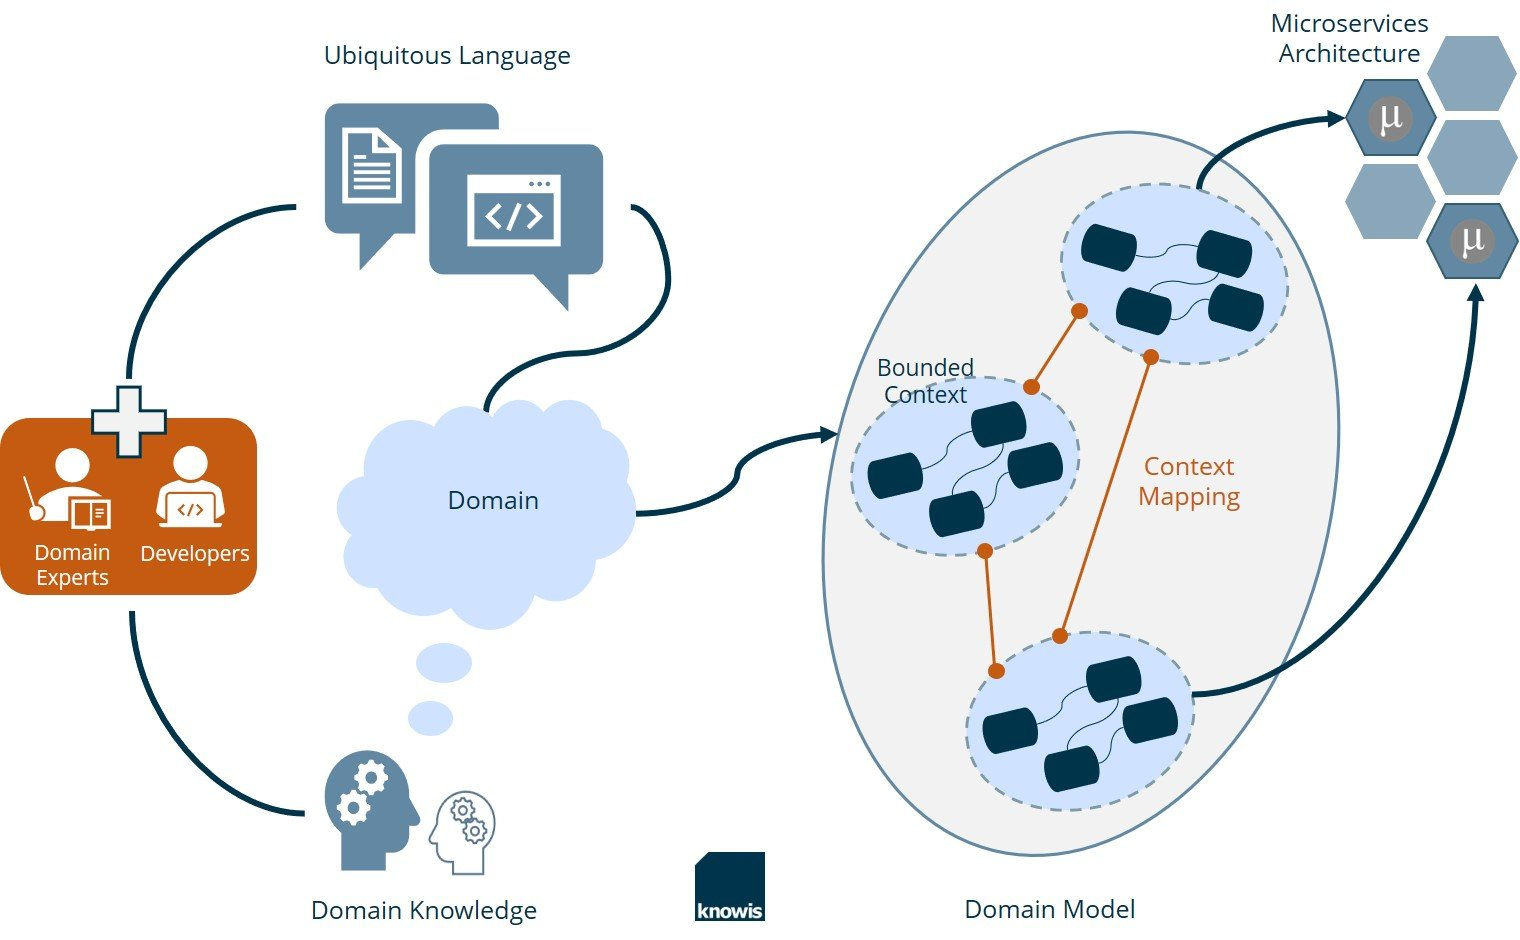 Ubiquitous Language
Microservices
Architecture
</>
μ
μ
Bounded
Context
Context
Mapping
Domain
Domain
Experts
Developers
</>
Domain Knowledge
knowis
Domain Model